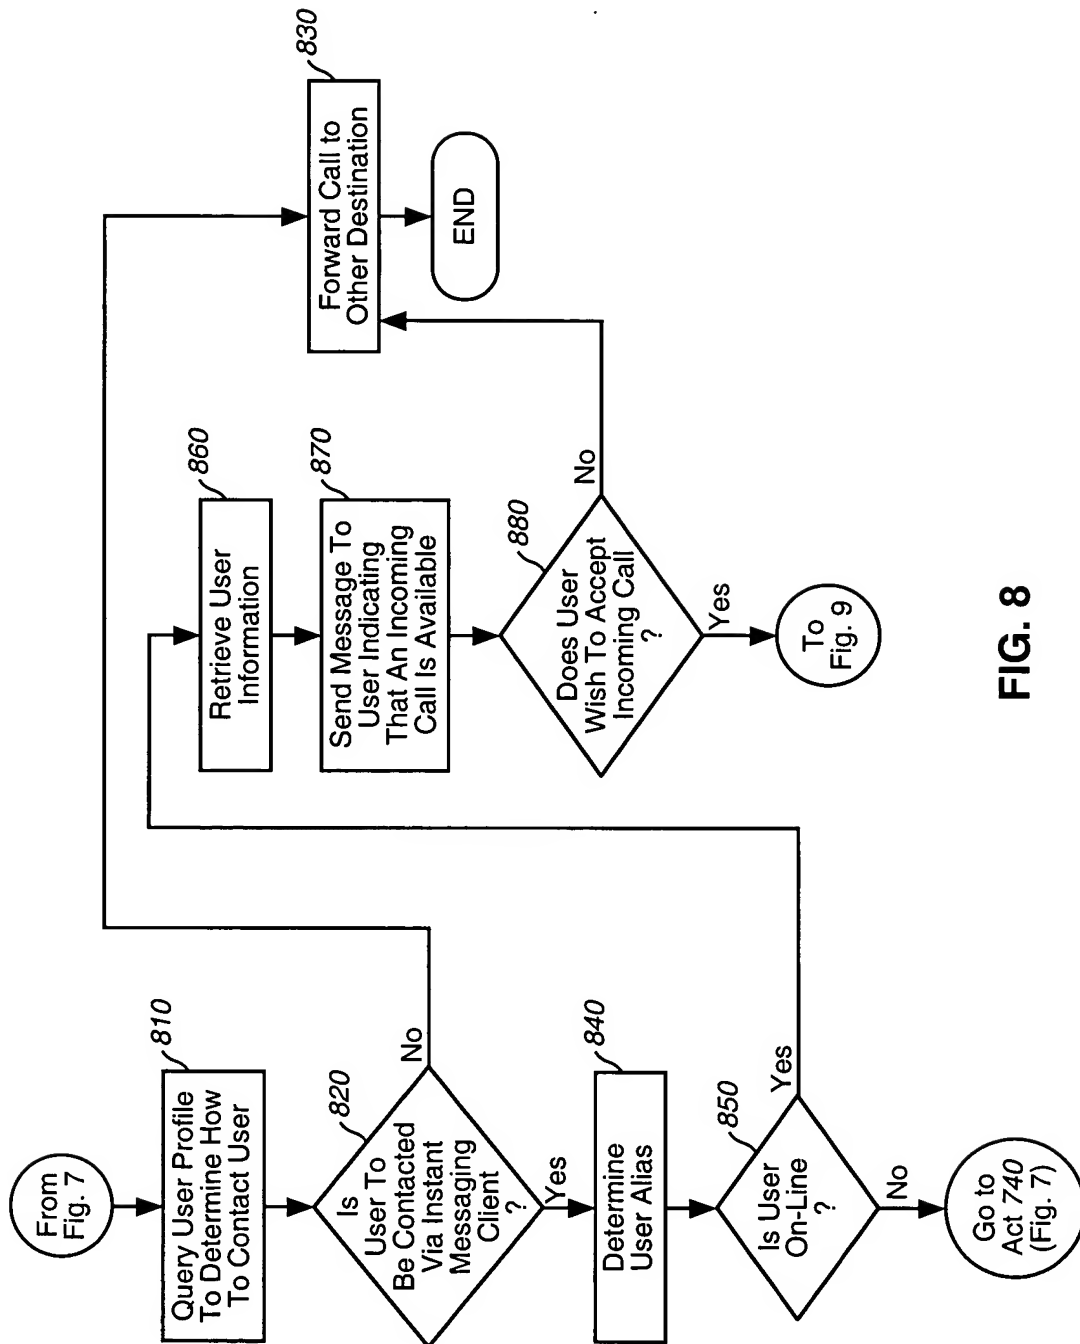 From
Fig. 7
810
Query User Profile
To Determine How
To Contact User
820
Is
User To
Be Contacted
Via Instant
Messaging
Client
?
No
Yes
840
Determine
User Alias
850
Is User
On-Line
?
Yes
No
Go to
Act 740
(Fig. 7)
860
Retrieve User
Information
870
Send Message To
User Indicating
That An Incoming
Call Is Available
880
Does User
Wish To Accept
Incoming Call
?
No
Yes
To
Fig. 9
830
Forward Call to
Other Destination
END
FIG. 8